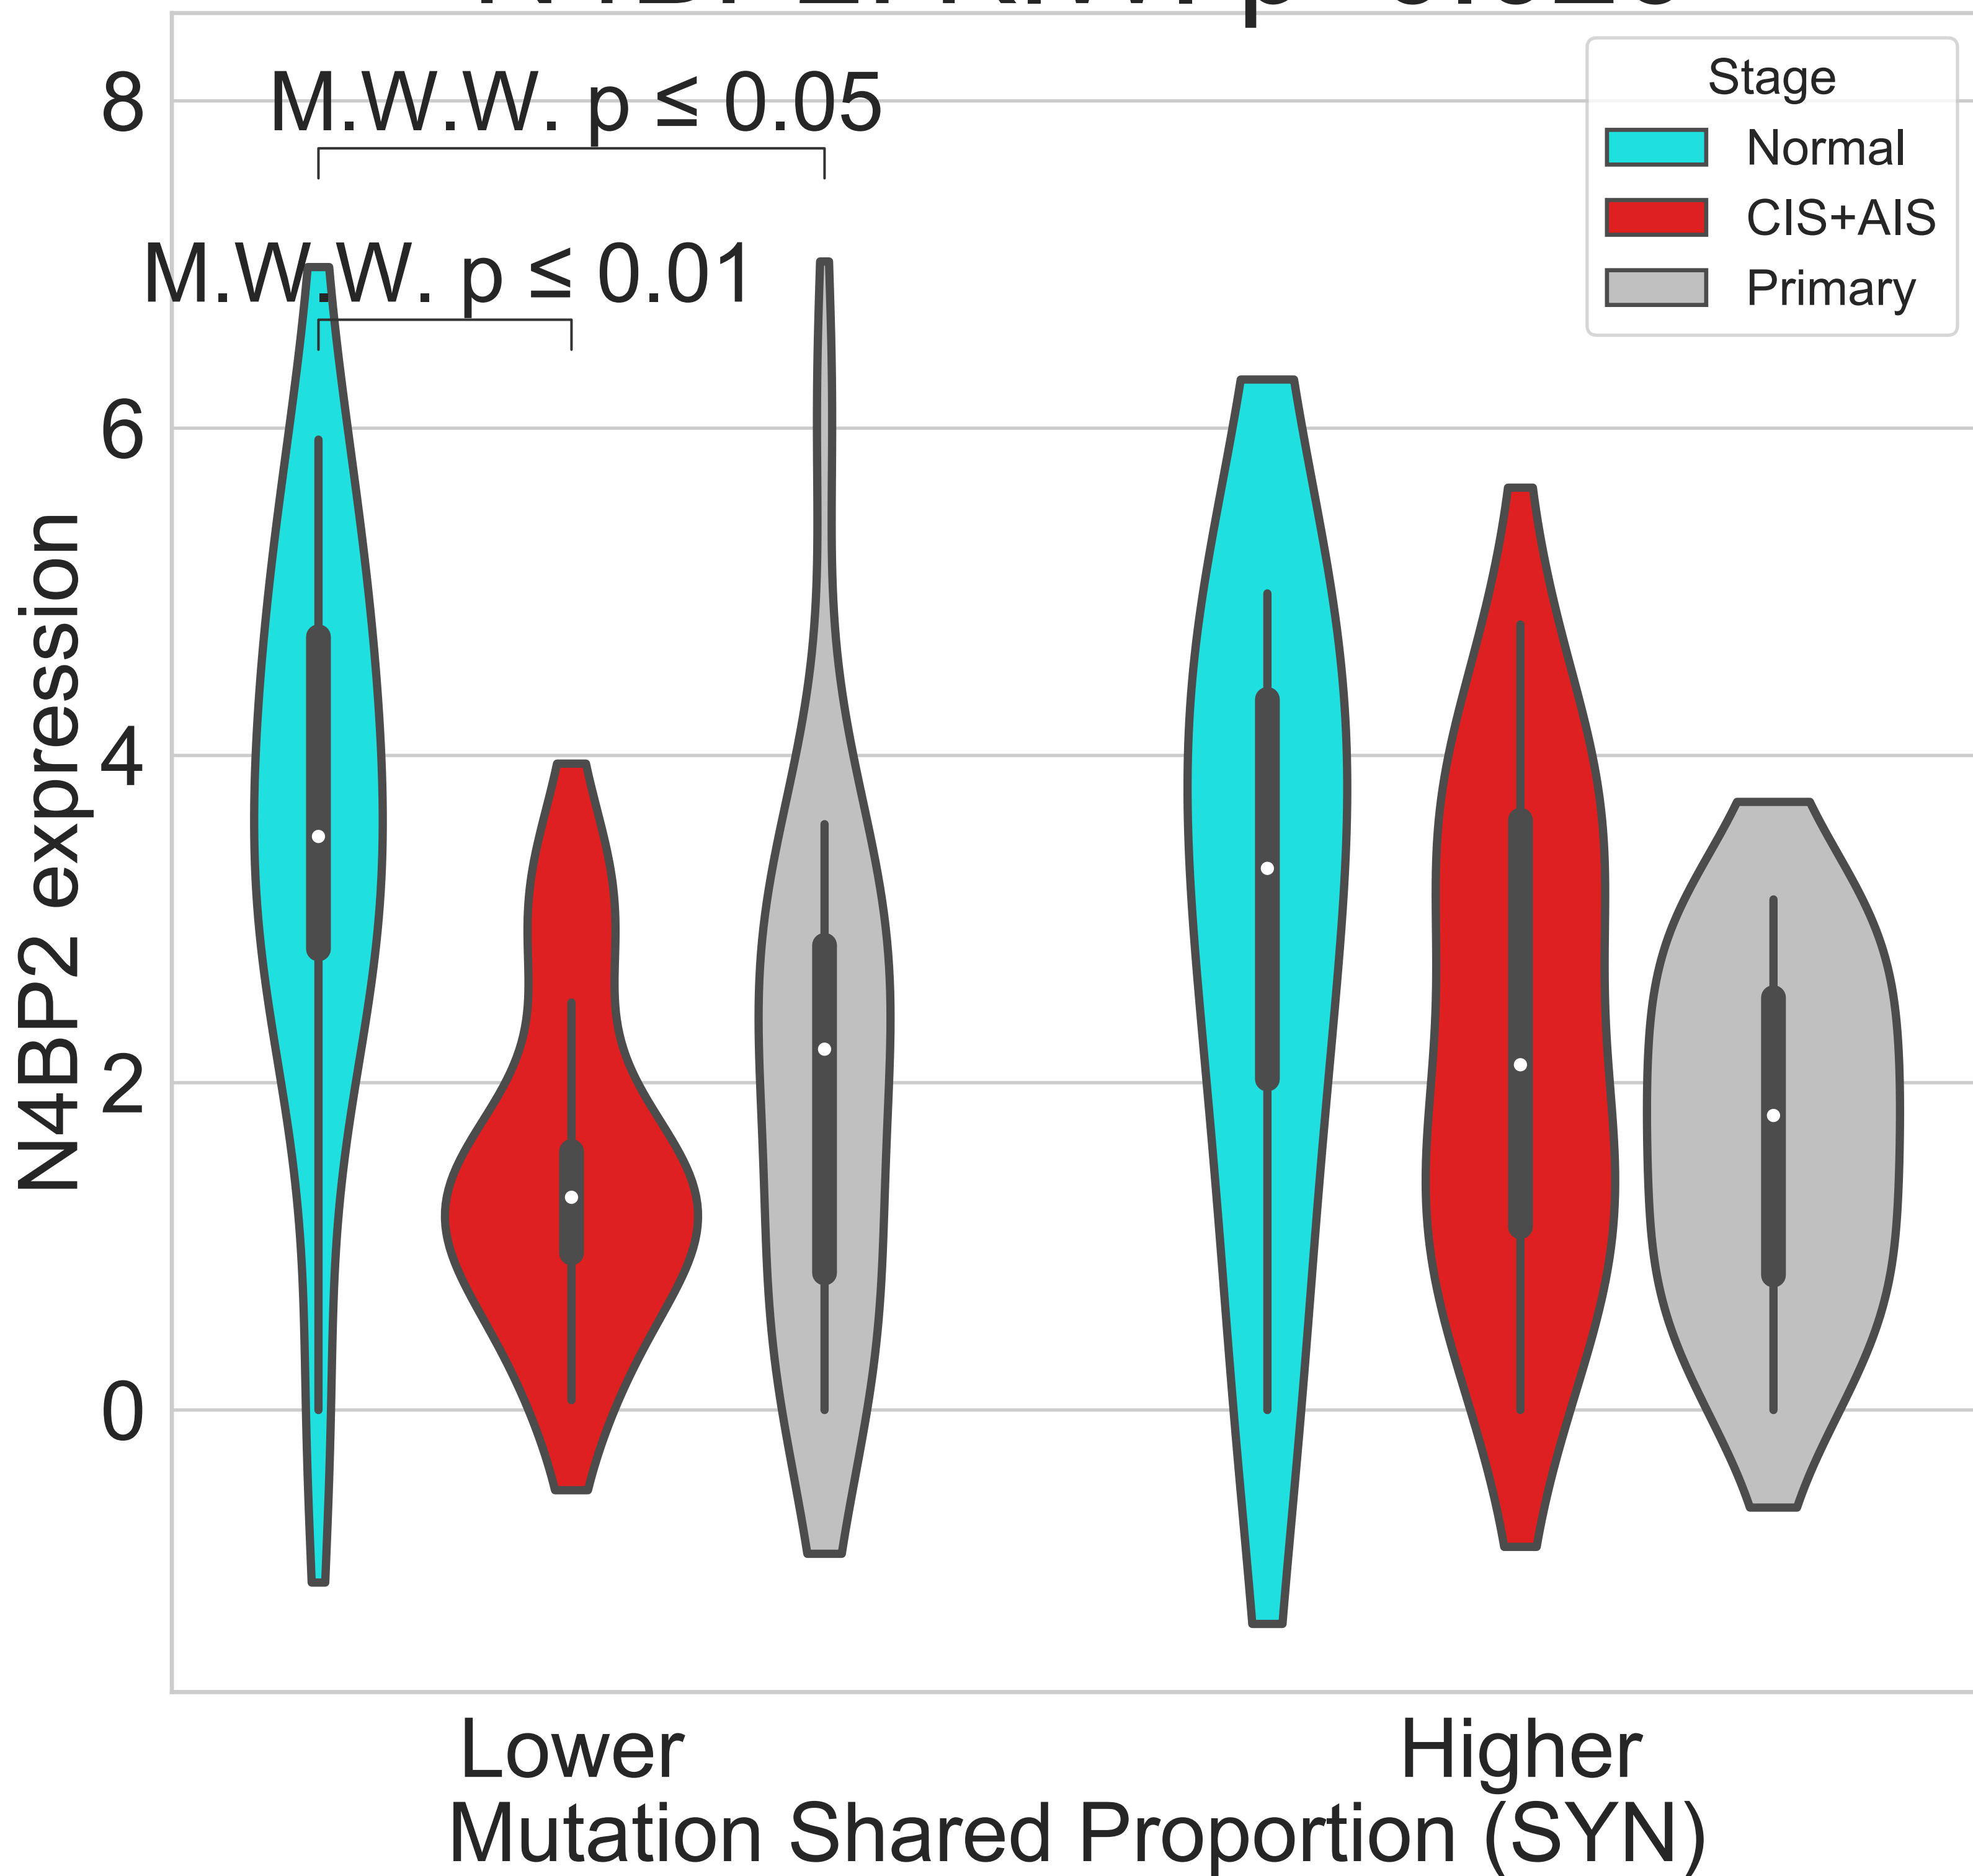 8
M.W.W. p ≤ 0.05
M.W.W. p ≤ 0.01
6
4
2
0
N4BP2 expression
Stage
Normal
CIS+AIS
Primary
Lower
Higher
Mutation Shared Proportion (SYN)